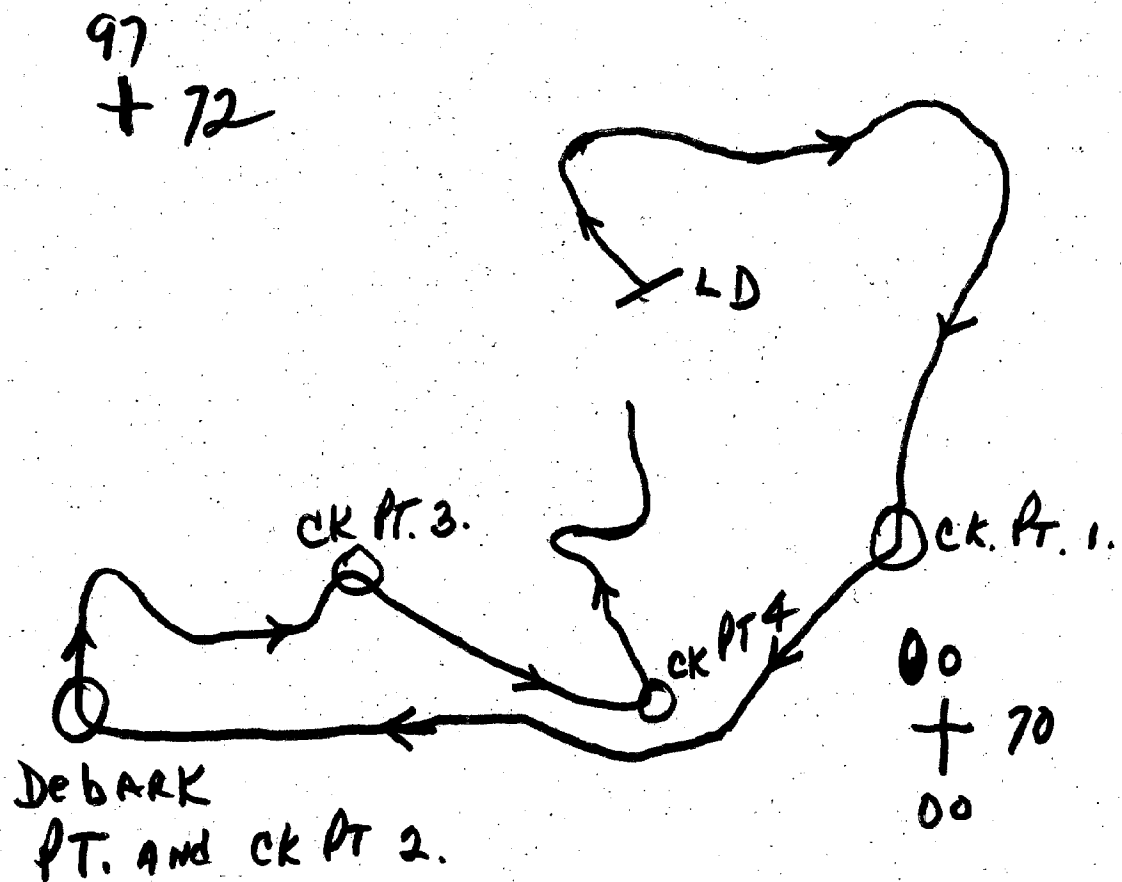 97
+ 72
LD
CK PT. 3.
CK. PT. 1.
CK PT 4
00
+ 70
00
DebARK
PT. AND CK PT 2.